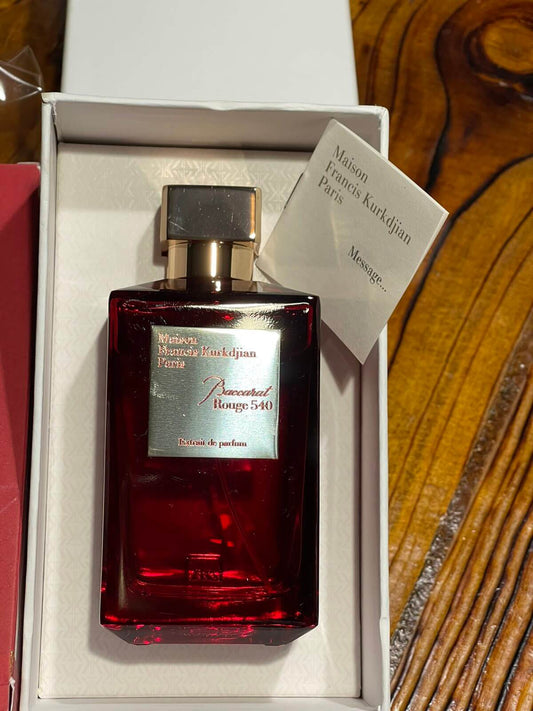 Maison
Francis Kurkdjian
Paris
Message...
Maison
Francis Kurkdjian
Paris
Baccarat
Rouge 540
Extrait de parfum